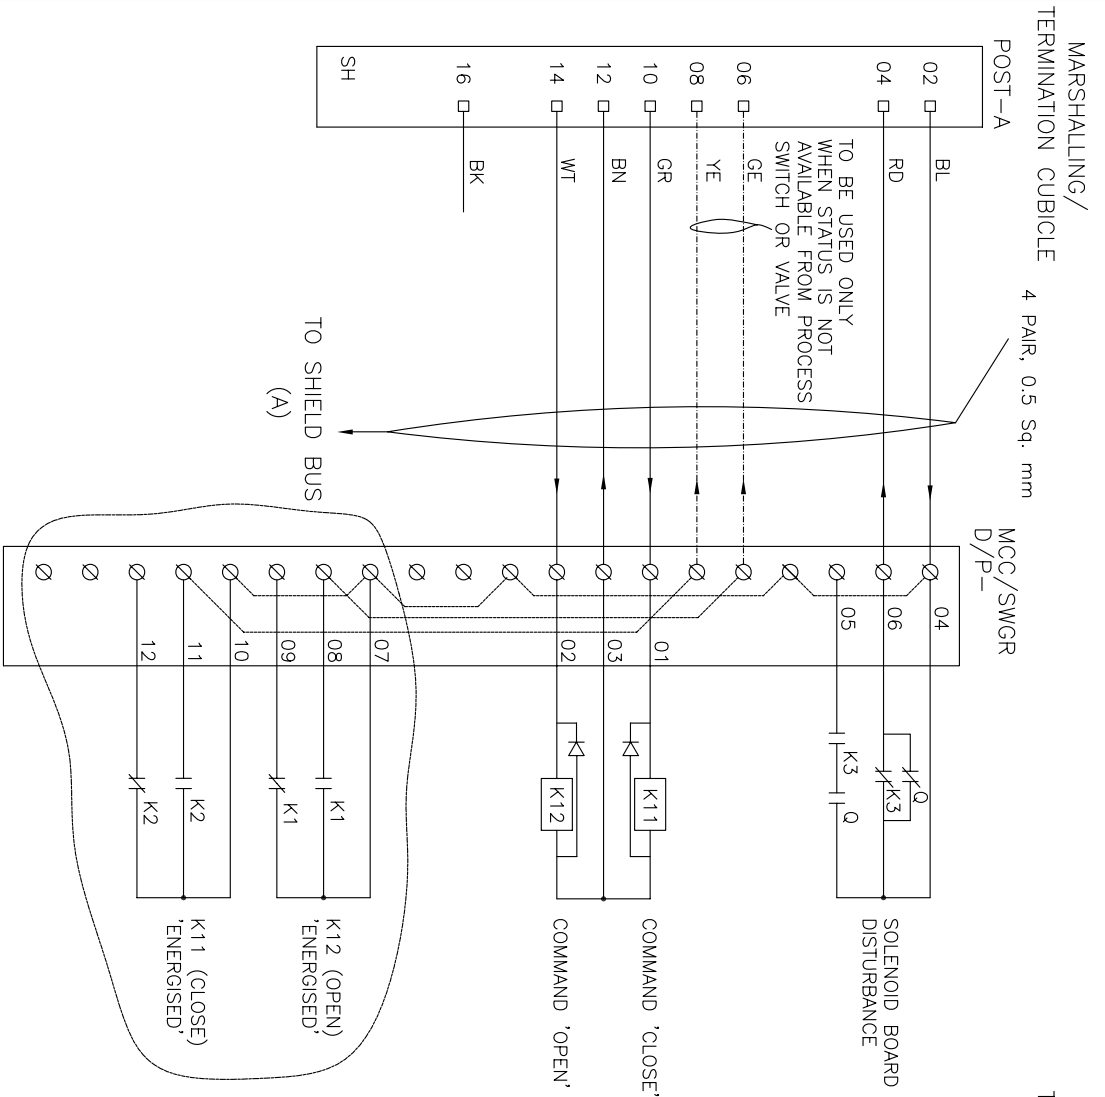 MARSHALLING/
TERMINATION CUBICLE
POST-A
02
04
06
08
10
12
14
16
SH
BL
RD
GE
YE
GR
BN
WT
BK
TO BE USED ONLY
WHEN STATUS IS NOT
AVAILABLE FROM PROCESS
SWITCH OR VALVE
4 PAIR, 0.5 Sq. mm
TO SHIELD BUS
(A)
MCC/SWGR
D/P-
04
06
05
01
03
02
07
08
09
10
11
12
Q
K3
K3
Q
K11
K12
K1
K1
K2
K2
SOLENOID BOARD
DISTURBANCE
COMMAND 'CLOSE'
COMMAND 'OPEN'
K12 (OPEN)
'ENERGISED'
K11 (CLOSE)
'ENERGISED'